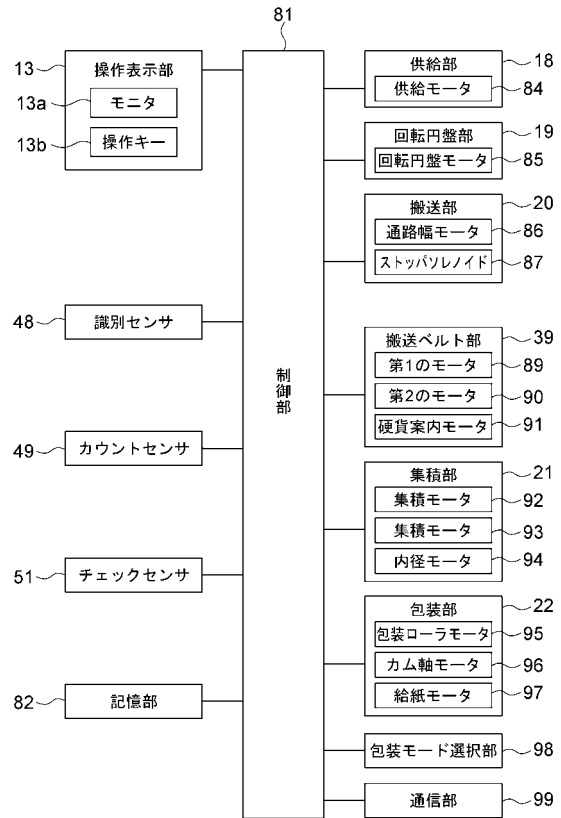 81
13
操作表示部
13a
モニタ
13b
操作キー
48
識別センサ
49
カウントセンサ
51
チェックセンサ
82
記憶部
制御部
供給部
18
供給モータ
84
回転円盤部
19
回転円盤モータ
85
搬送部
20
通路幅モータ
86
ストッパソレノイド
87
搬送ベルト部
39
第1のモータ
89
第2のモータ
90
硬貨案内モータ
91
集積部
21
集積モータ
92
集積モータ
93
内径モータ
94
包装部
22
包装ローラモータ
95
カム軸モータ
96
給紙モータ
97
包装モード選択部
98
通信部
99